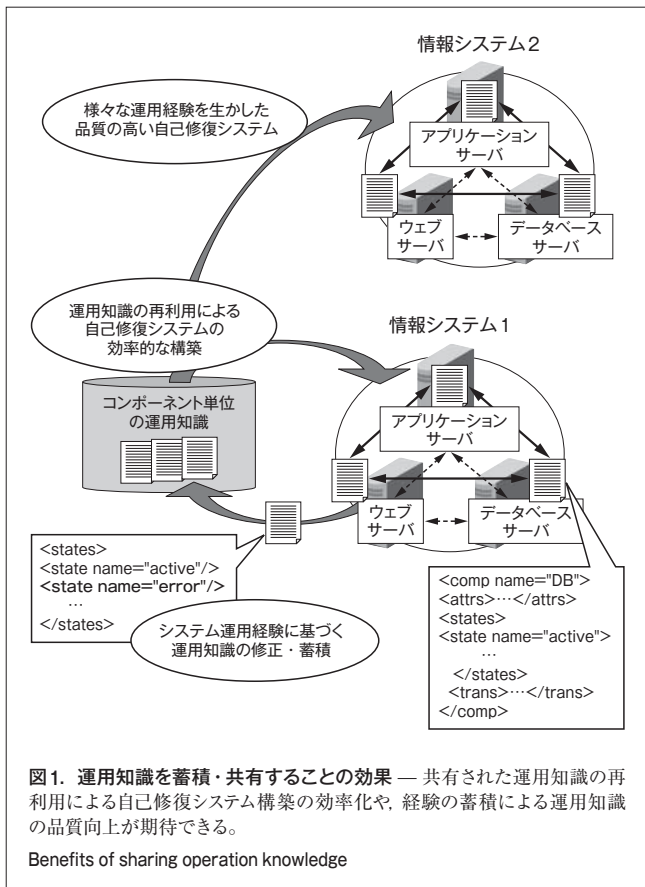 情報システム2
様々な運用経験を生かした
品質の高い自己修復システム
アプリケーション
サーバ
ウェブ
サーバ
データベース
サーバ
運用知識の再利用による
自己修復システムの
効率的な構築
情報システム1
コンポーネント単位
の運用知識
アプリケーション
サーバ
ウェブ
サーバ
データベース
サーバ
<states>
<state name="active"/>
<state name="error"/>
…
</states>
システム運用経験に基づく
運用知識の修正・蓄積
<comp name="DB">
<attrs>…</attrs>
<states>
<state name="active">
…
</states>
<trans>…</trans>
</comp>
図1. 運用知識を蓄積・共有することの効果 — 共有された運用知識の再
利用による自己修復システム構築の効率化や，経験の蓄積による運用知識
の品質向上が期待できる。
Benefits of sharing operation knowledge